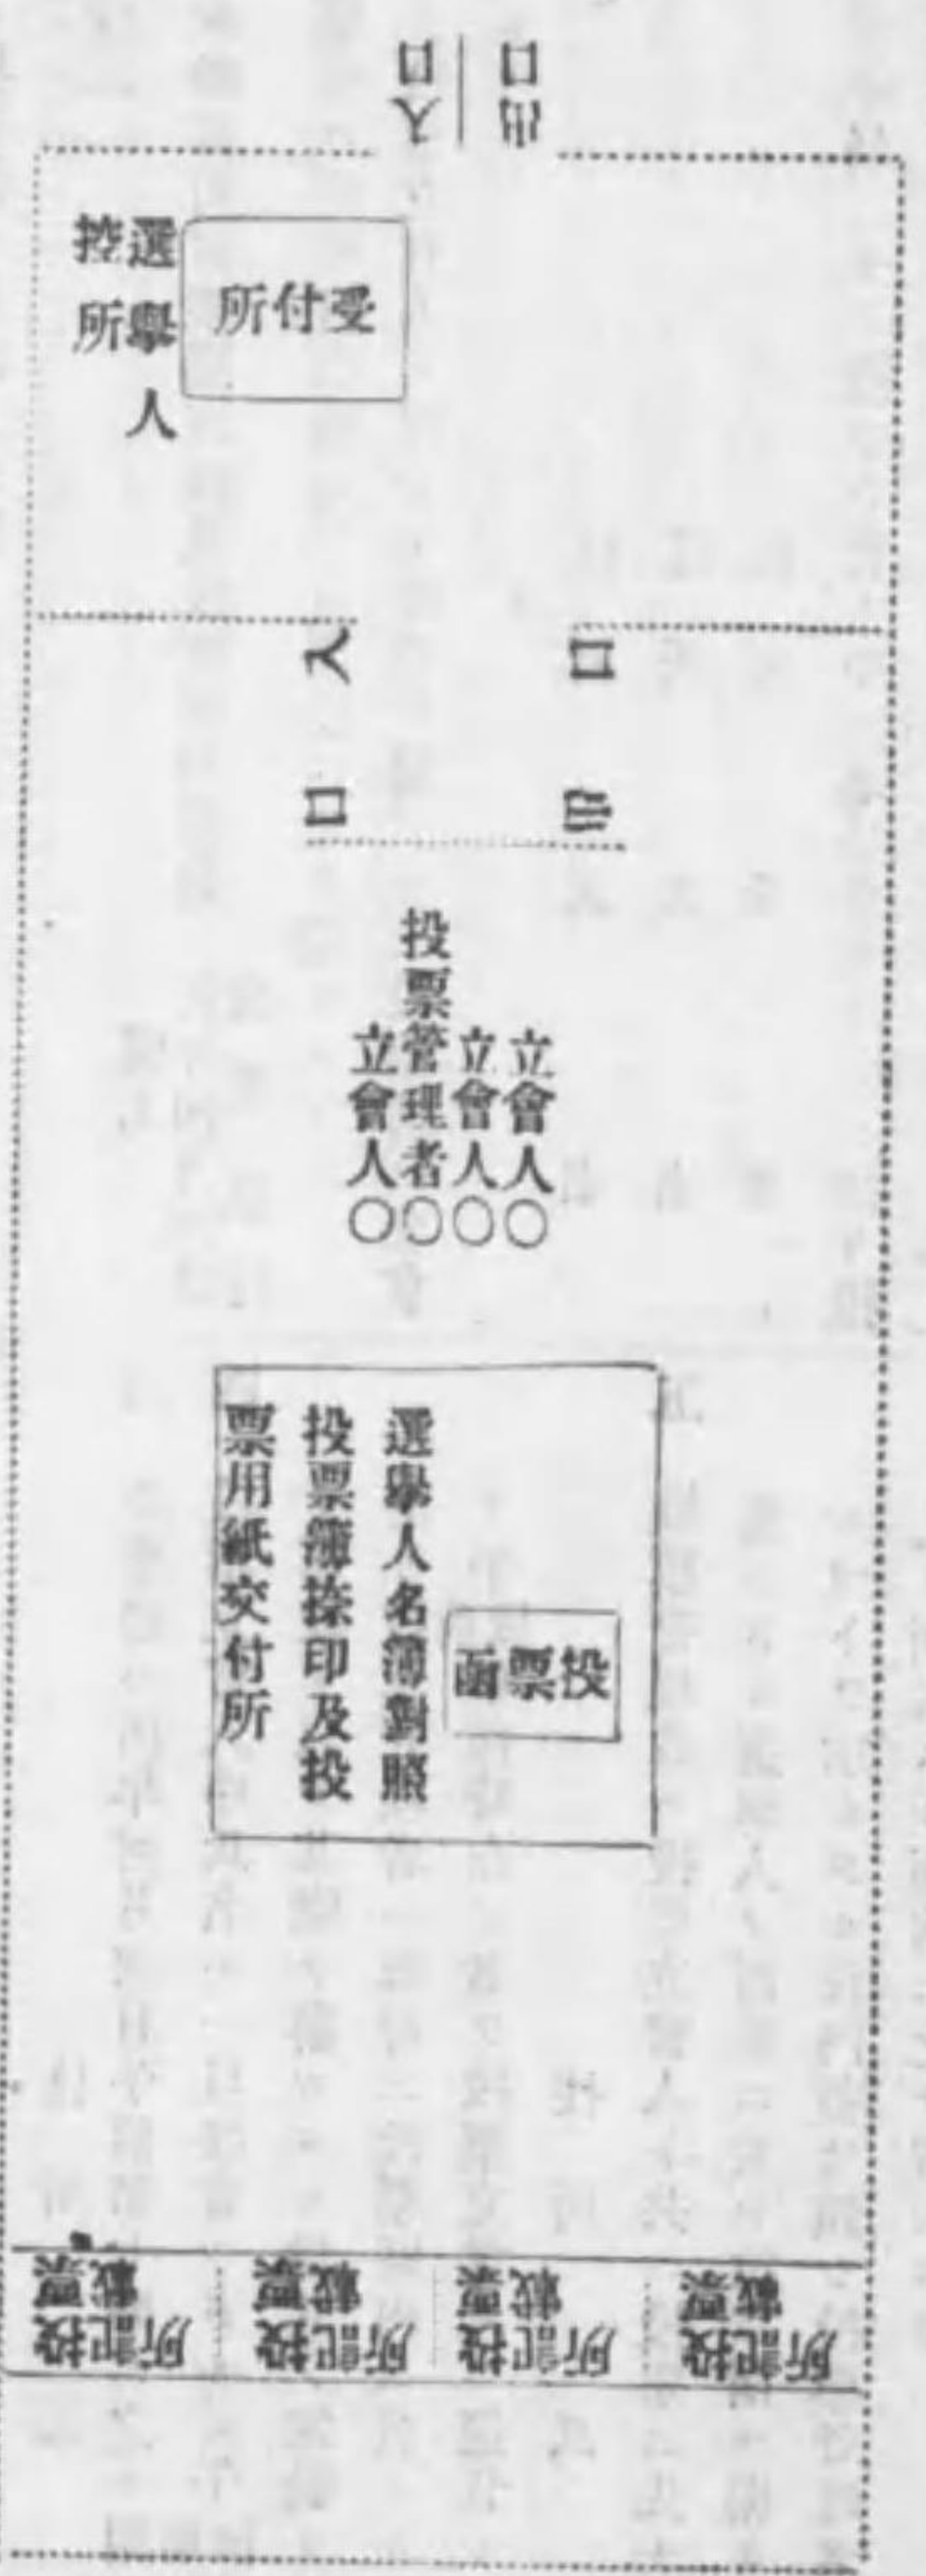 出口
入口
選擧人
控所
受付所
入口
出口
立會人○
立會人○
投票管理者○
立會人○
選擧人名簿對照
投票簿捺印及投
票用紙交付所
投票函
投票記載所
投票記載所
投票記載所
投票記載所